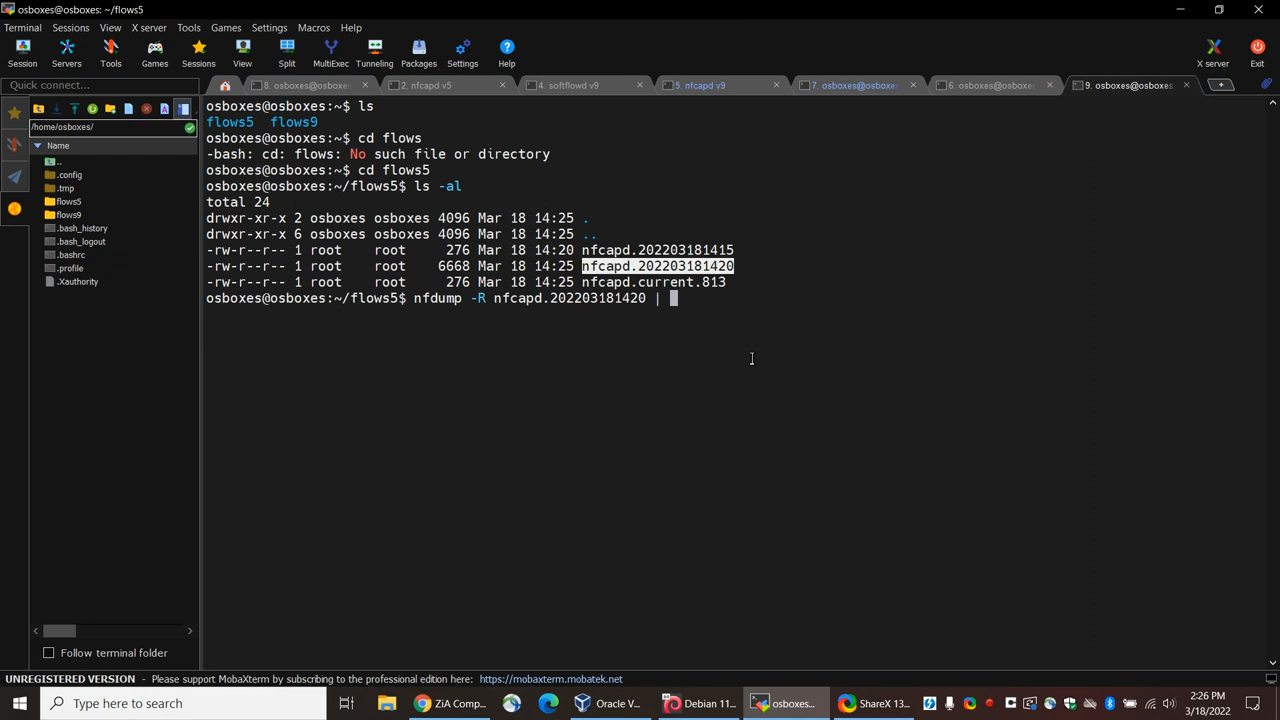 osboxes@osboxes: ~/flows5
Terminal Sessions View X server Tools Games Settings Macros Help
Session Servers Tools Games Sessions View Split MultiExec Tunneling Packages Settings Help X server Exit
Quick connect...
8. osboxes@osboxes: 2. nfcapd v5 4. softflowd v9 5. nfcapd v9 7. osboxes@osboxes: 6. osboxes@osboxes: 9. osboxes@osboxes:
/home/osboxes/
Name
..
.config
.tmp
flows5
flows9
.bash_history
.bash_logout
.bashrc
.profile
.Xauthority
osboxes@osboxes:~$ ls
flows5  flows9
osboxes@osboxes:~$ cd flows
-bash: cd: flows: No such file or directory
osboxes@osboxes:~$ cd flows5
osboxes@osboxes:~/flows5$ ls -al
total 24
drwxr-xr-x 2 osboxes osboxes 4096 Mar 18 14:25 .
drwxr-xr-x 6 osboxes osboxes 4096 Mar 18 14:25 ..
-rw-r--r-- 1 root    root     276 Mar 18 14:20 nfcapd.202203181415
-rw-r--r-- 1 root    root    6668 Mar 18 14:25 nfcapd.202203181420
-rw-r--r-- 1 root    root     276 Mar 18 14:25 nfcapd.current.813
osboxes@osboxes:~/flows5$ nfdump -R nfcapd.202203181420 |
Follow terminal folder
UNREGISTERED VERSION - Please support MobaXterm by subscribing to the professional edition here: https://mobaxterm.mobatek.net
Type here to search
ZiA Comp... Oracle V... Debian 11... osboxes... ShareX 13...
2:26 PM
3/18/2022